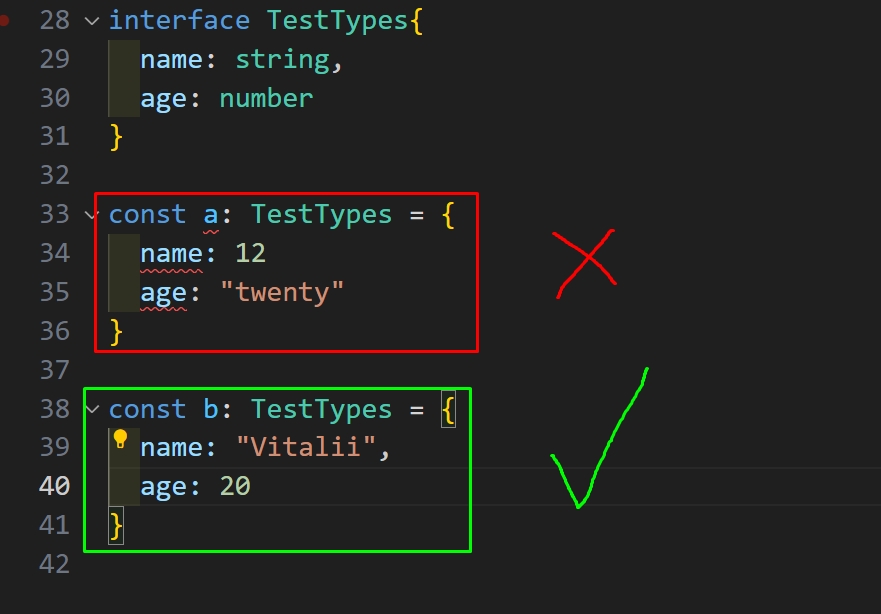 28 interface TestTypes{
29 name: string,
30 age: number
31 }
32
33 const a: TestTypes = {
34 name: 12
35 age: "twenty"
36 }
37
38 const b: TestTypes = {
39 name: "Vitalii",
40 age: 20
41 }
42